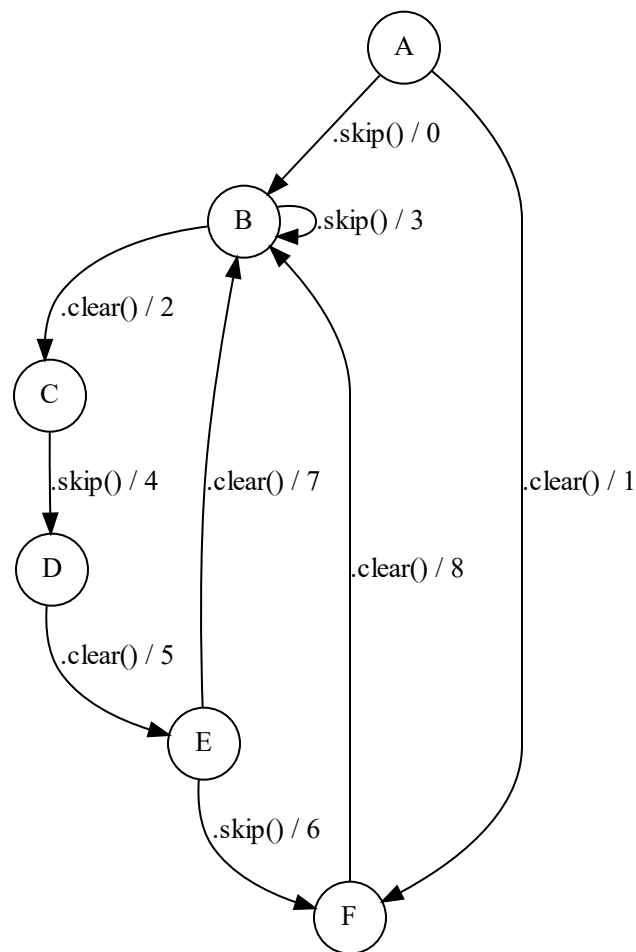 A
.skip() / 0
B
.skip() / 3
.clear() / 2
C
.skip() / 4
.clear() / 7
.clear() / 1
D
.clear() / 8
.clear() / 5
E
.skip() / 6
F